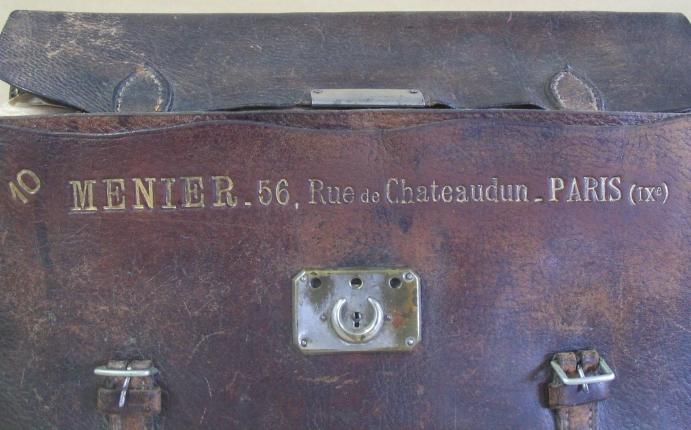 10
MENIER - 56, Rue de Chateaudun - PARIS (IXe)